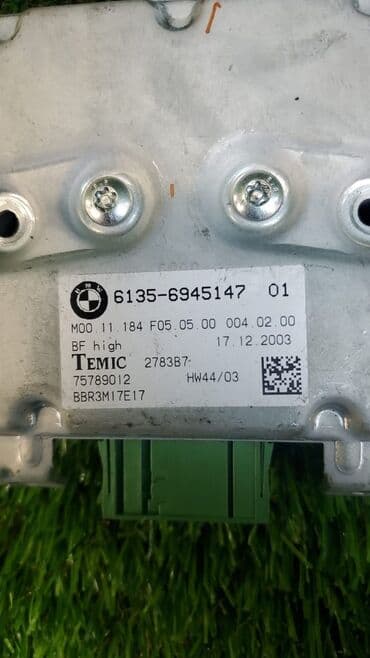 BMW 6135-6945147 01
M00 11 184 F05.05.00 004.02.00
BF high 17.12.2003
TEMIC 2783B7
75789012 HW44/03
BBR3M17E17